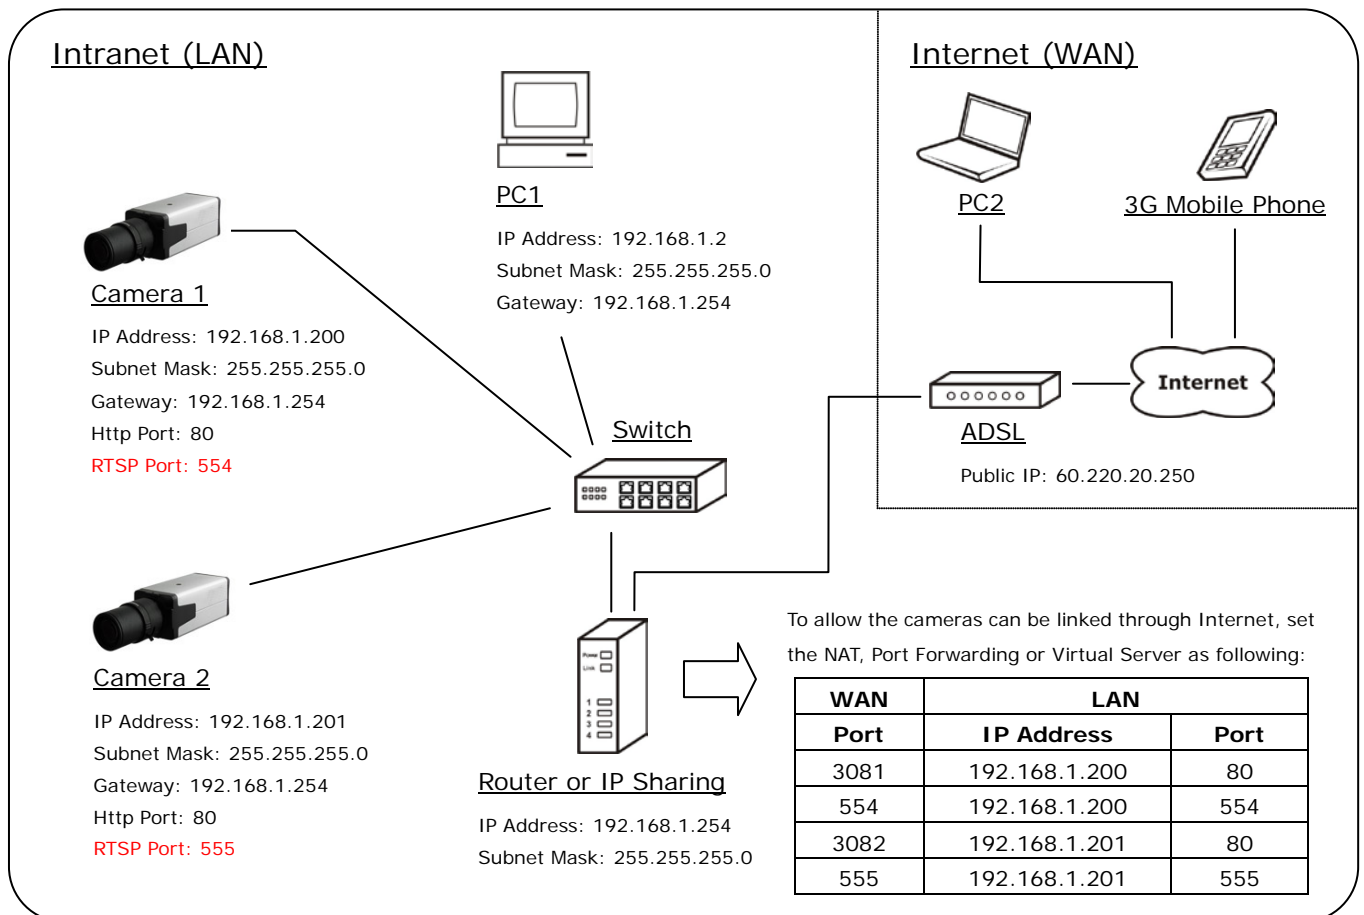 Intranet (LAN)
Internet (WAN)
PC1
IP Address: 192.168.1.2
Subnet Mask: 255.255.255.0
Gateway: 192.168.1.254
PC2
3G Mobile Phone
Camera 1
IP Address: 192.168.1.200
Subnet Mask: 255.255.255.0
Gateway: 192.168.1.254
Http Port: 80
RTSP Port: 554
Internet
ADSL
Public IP: 60.220.20.250
Switch
Camera 2
IP Address: 192.168.1.201
Subnet Mask: 255.255.255.0
Gateway: 192.168.1.254
Http Port: 80
RTSP Port: 555
Power
Link
1
2
3
4
Router or IP Sharing
IP Address: 192.168.1.254
Subnet Mask: 255.255.255.0
To allow the cameras can be linked through Internet, set
the NAT, Port Forwarding or Virtual Server as following:
WAN LAN
Port IP Address Port
3081 192.168.1.200 80
554 192.168.1.200 554
3082 192.168.1.201 80
555 192.168.1.201 555